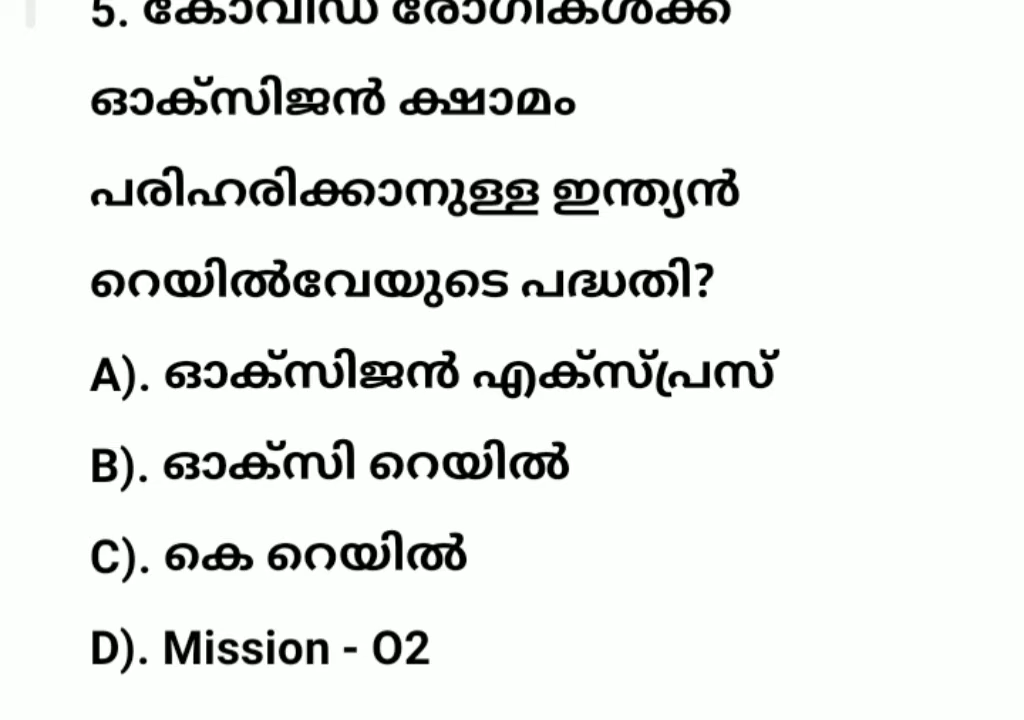 5. കോവിഡ് രോഗികൾക്ക്
ഓക്സിജൻ ക്ഷാമം
പരിഹരിക്കാനുള്ള ഇന്ത്യൻ
റെയിൽവേയുടെ പദ്ധതി?
A). ഓക്സിജൻ എക്സ്പ്രസ്
B). ഓക്സി റെയിൽ
C). കെ റെയിൽ
D). Mission - O2